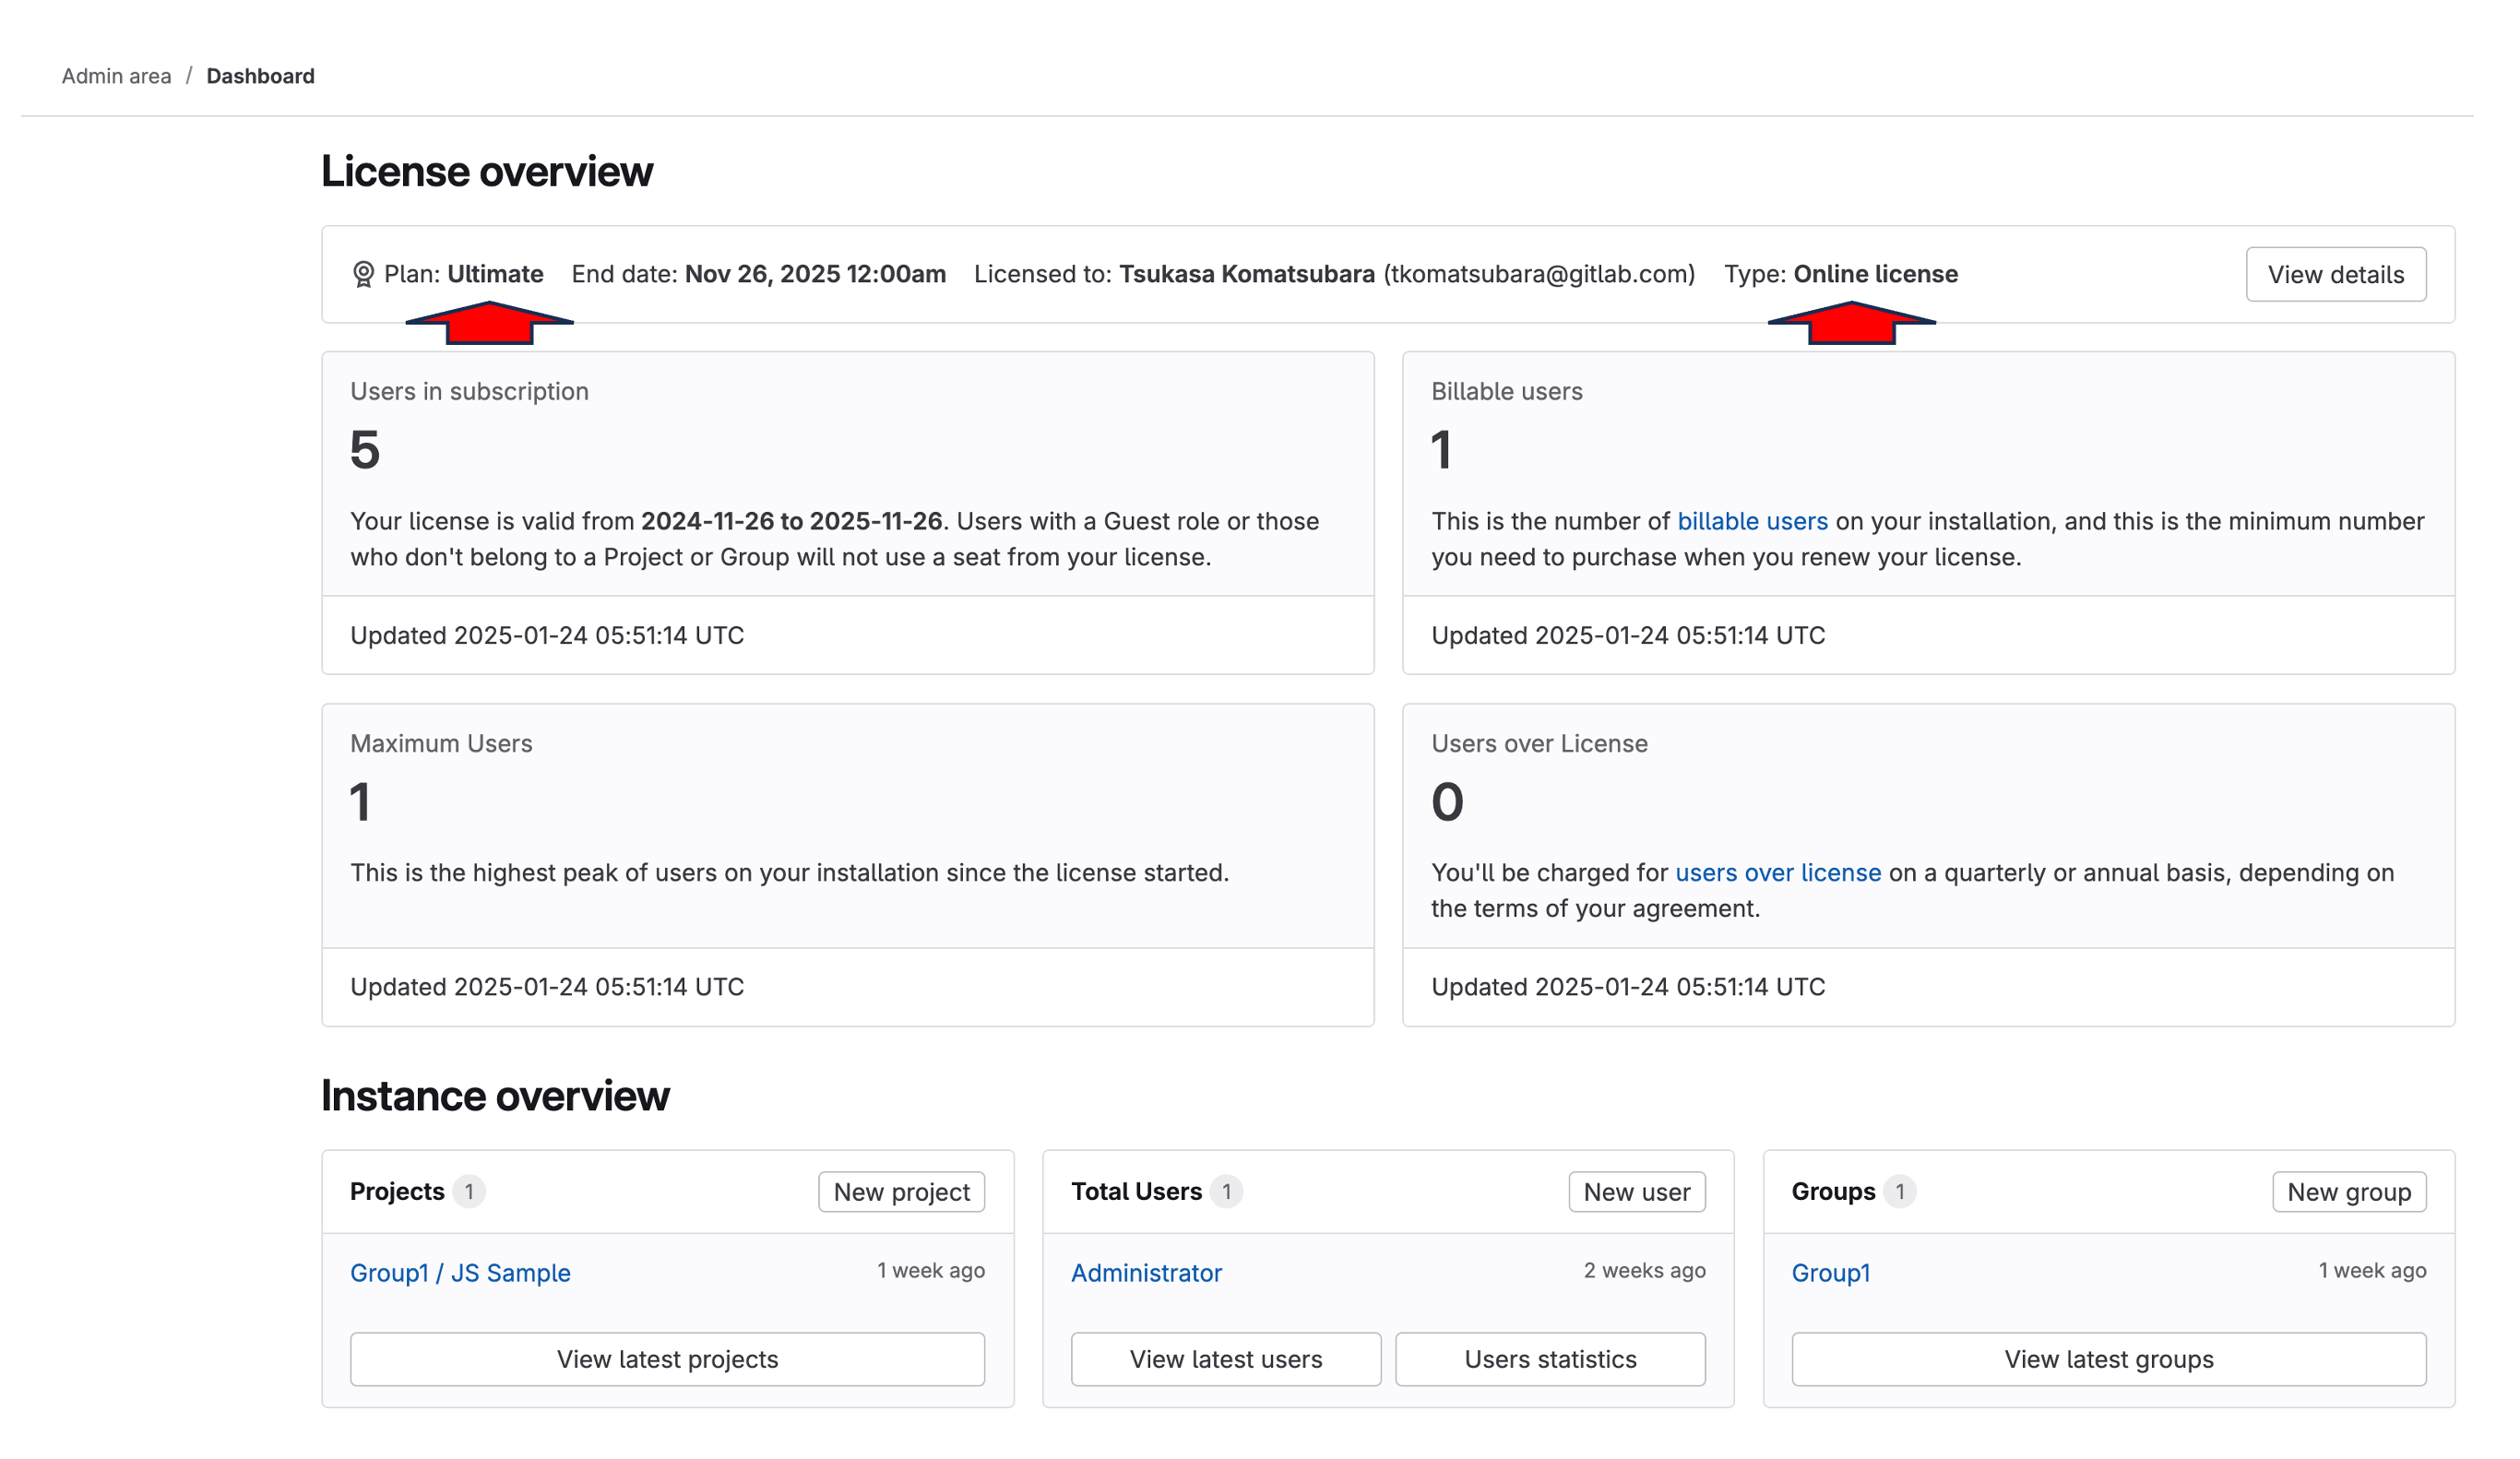 Admin area / Dashboard
License overview
Plan: Ultimate End date: Nov 26, 2025 12:00am Licensed to: Tsukasa Komatsubara (tkomatsubara@gitlab.com) Type: Online license View details
Users in subscription
5
Your license is valid from 2024-11-26 to 2025-11-26. Users with a Guest role or those
who don't belong to a Project or Group will not use a seat from your license.
Updated 2025-01-24 05:51:14 UTC
Billable users
1
This is the number of billable users on your installation, and this is the minimum number
you need to purchase when you renew your license.
Updated 2025-01-24 05:51:14 UTC
Maximum Users
1
This is the highest peak of users on your installation since the license started.
Updated 2025-01-24 05:51:14 UTC
Users over License
0
You'll be charged for users over license on a quarterly or annual basis, depending on
the terms of your agreement.
Updated 2025-01-24 05:51:14 UTC
Instance overview
Projects 1 New project
Group1 / JS Sample 1 week ago
View latest projects
Total Users 1 New user
Administrator 2 weeks ago
View latest users Users statistics
Groups 1 New group
Group1 1 week ago
View latest groups